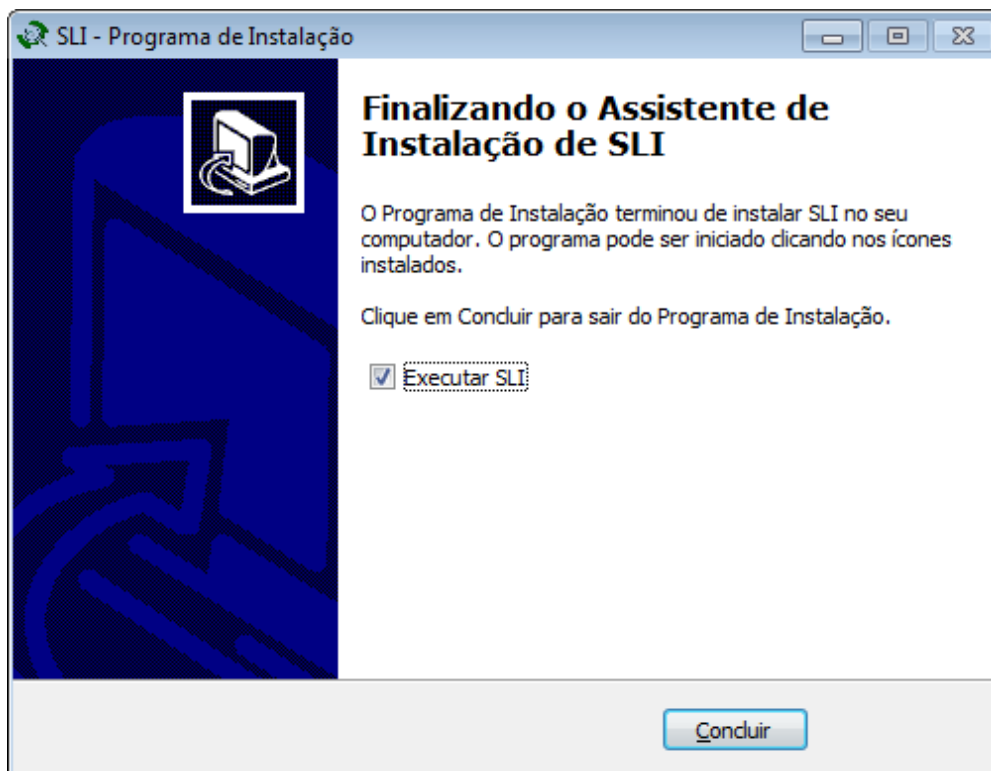 SLI - Programa de Instalação
Finalizando o Assistente de
Instalação de SLI
O Programa de Instalação terminou de instalar SLI no seu
computador. O programa pode ser iniciado clicando nos ícones
instalados.
Clique em Concluir para sair do Programa de Instalação.
Executar SLI
Concluir